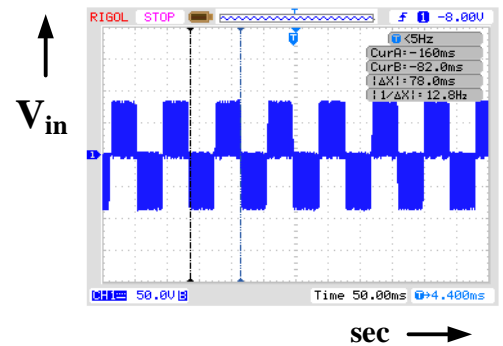 RIGOL STOP T f 1 -8.00V
T <5Hz
CurA=-160ms
CurB=-82.0ms
|ΔX|=78.0ms
|1/ΔX|=12.8Hz
Vin
T
1
CH1 50.0V B Time 50.00ms T→4.400ms
sec